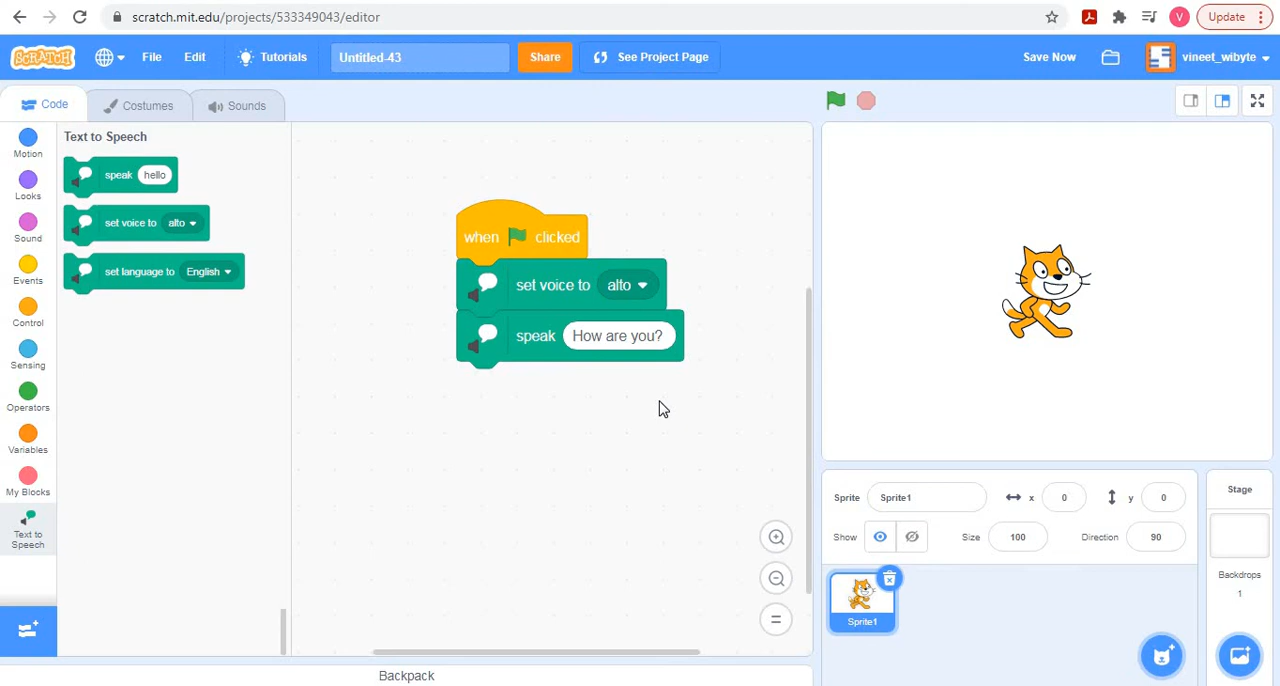 scratch.mit.edu/projects/533349043/editor
V
Update
SCRATCH
File
Edit
Tutorials
Untitled-43
Share
See Project Page
Save Now
vineet_wibyte
Code
Costumes
Sounds
Motion
Looks
Sound
Events
Control
Sensing
Operators
Variables
My Blocks
Text to
Speech
Text to Speech
speak hello
set voice to alto
set language to English
when clicked
set voice to alto
speak How are you?
Backpack
Sprite Sprite1 x 0 y 0
Show Size 100 Direction 90
Sprite1
Stage
Backdrops
1